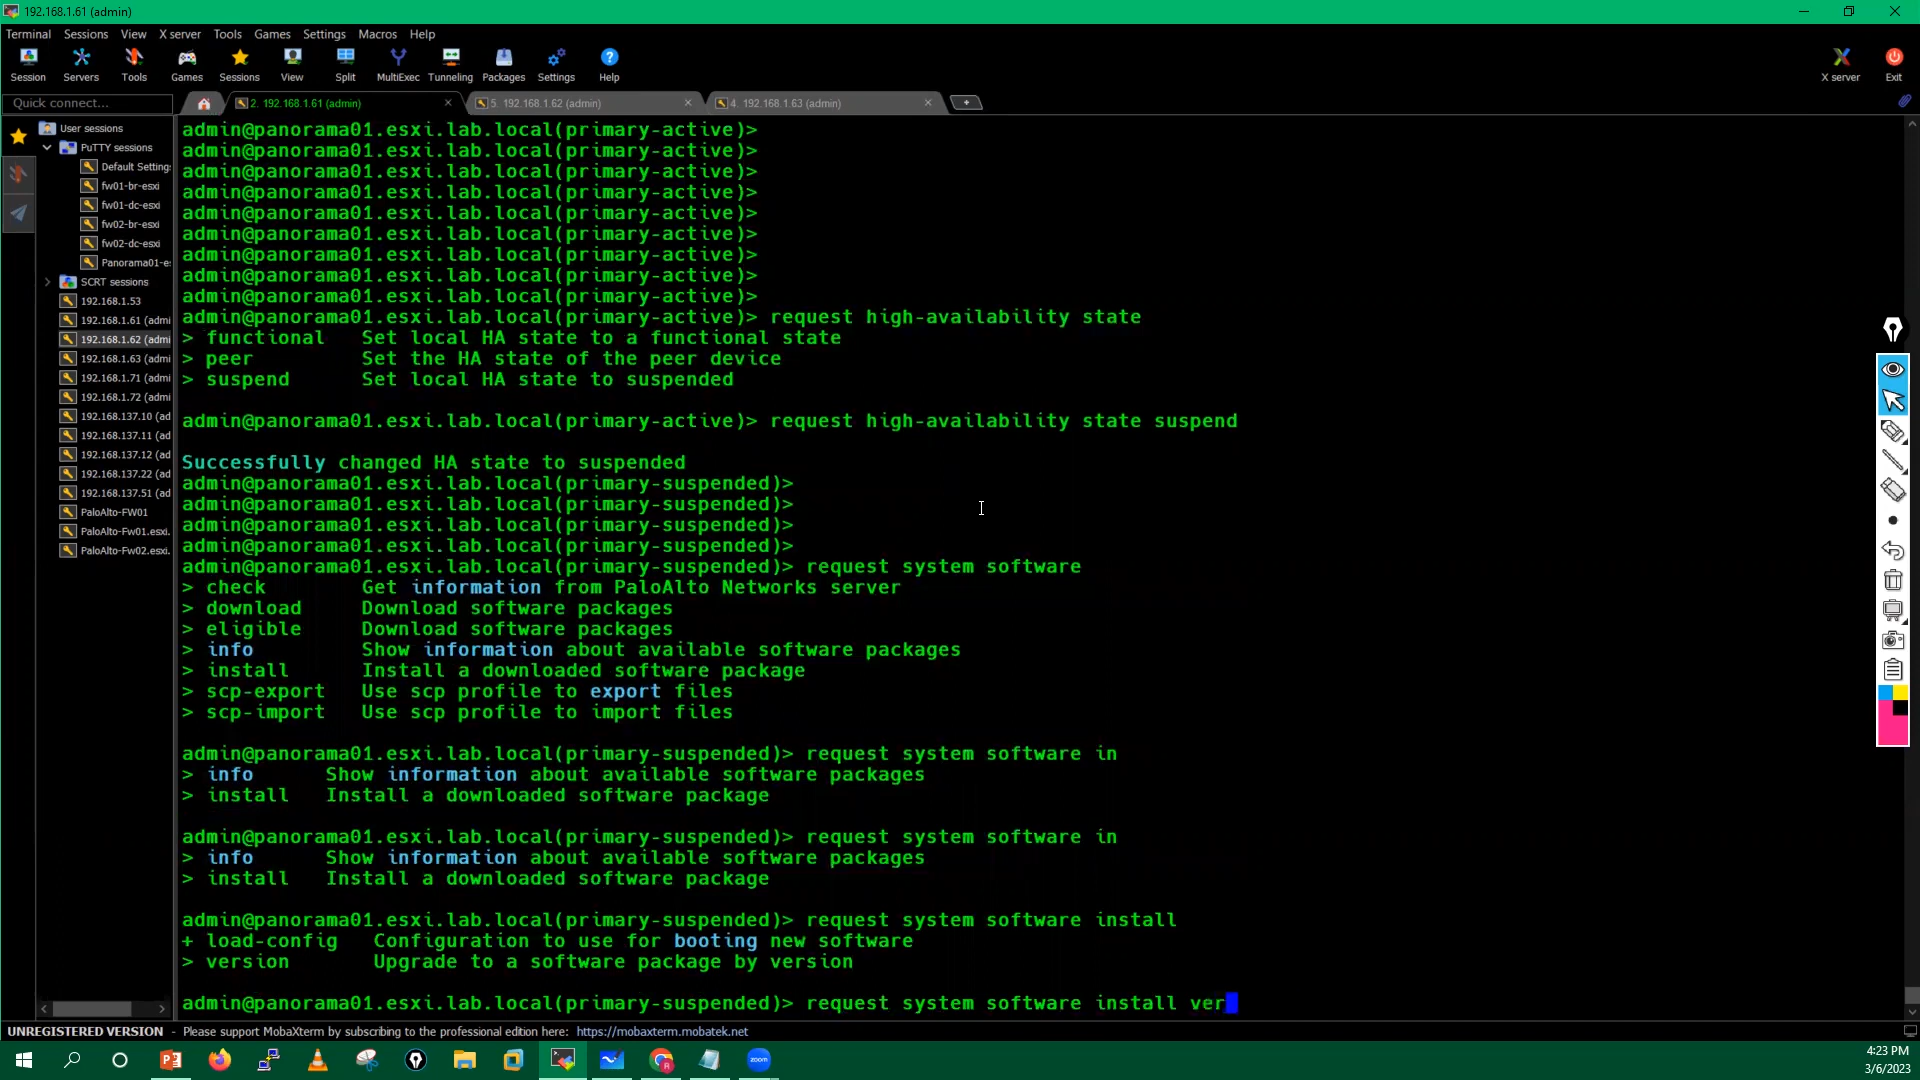 192.168.1.61 (admin)
Terminal Sessions View X server Tools Games Settings Macros Help
Session Servers Tools Games Sessions View Split MultiExec Tunneling Packages Settings Help X server Exit
Quick connect...
2. 192.168.1.61 (admin)
5. 192.168.1.62 (admin)
4. 192.168.1.63 (admin)
User sessions
PuTTY sessions
Default Setting
fw01-br-esxi
fw01-dc-esxi
fw02-br-esxi
fw02-dc-esxi
Panorama01-e
SCRT sessions
192.168.1.53
192.168.1.61 (admi
192.168.1.62 (admi
192.168.1.63 (admi
192.168.1.71 (admi
192.168.1.72 (admi
192.168.137.10 (ad
192.168.137.11 (ad
192.168.137.12 (ad
192.168.137.22 (ad
192.168.137.51 (ad
PaloAlto-FW01
PaloAlto-Fw01.esxi.
PaloAlto-Fw02.esxi.
admin@panorama01.esxi.lab.local(primary-active)>
admin@panorama01.esxi.lab.local(primary-active)>
admin@panorama01.esxi.lab.local(primary-active)>
admin@panorama01.esxi.lab.local(primary-active)>
admin@panorama01.esxi.lab.local(primary-active)>
admin@panorama01.esxi.lab.local(primary-active)>
admin@panorama01.esxi.lab.local(primary-active)>
admin@panorama01.esxi.lab.local(primary-active)>
admin@panorama01.esxi.lab.local(primary-active)>
admin@panorama01.esxi.lab.local(primary-active)> request high-availability state
> functional Set local HA state to a functional state
> peer Set the HA state of the peer device
> suspend Set local HA state to suspended
admin@panorama01.esxi.lab.local(primary-active)> request high-availability state suspend
Successfully changed HA state to suspended
admin@panorama01.esxi.lab.local(primary-suspended)>
admin@panorama01.esxi.lab.local(primary-suspended)>
admin@panorama01.esxi.lab.local(primary-suspended)>
admin@panorama01.esxi.lab.local(primary-suspended)>
admin@panorama01.esxi.lab.local(primary-suspended)> request system software
> check Get information from PaloAlto Networks server
> download Download software packages
> eligible Download software packages
> info Show information about available software packages
> install Install a downloaded software package
> scp-export Use scp profile to export files
> scp-import Use scp profile to import files
admin@panorama01.esxi.lab.local(primary-suspended)> request system software in
> info Show information about available software packages
> install Install a downloaded software package
admin@panorama01.esxi.lab.local(primary-suspended)> request system software in
> info Show information about available software packages
> install Install a downloaded software package
admin@panorama01.esxi.lab.local(primary-suspended)> request system software install
+ load-config Configuration to use for booting new software
> version Upgrade to a software package by version
admin@panorama01.esxi.lab.local(primary-suspended)> request system software install ver
UNREGISTERED VERSION - Please support MobaXterm by subscribing to the professional edition here: https://mobaxterm.mobatek.net
zoom
4:23 PM
3/6/2023